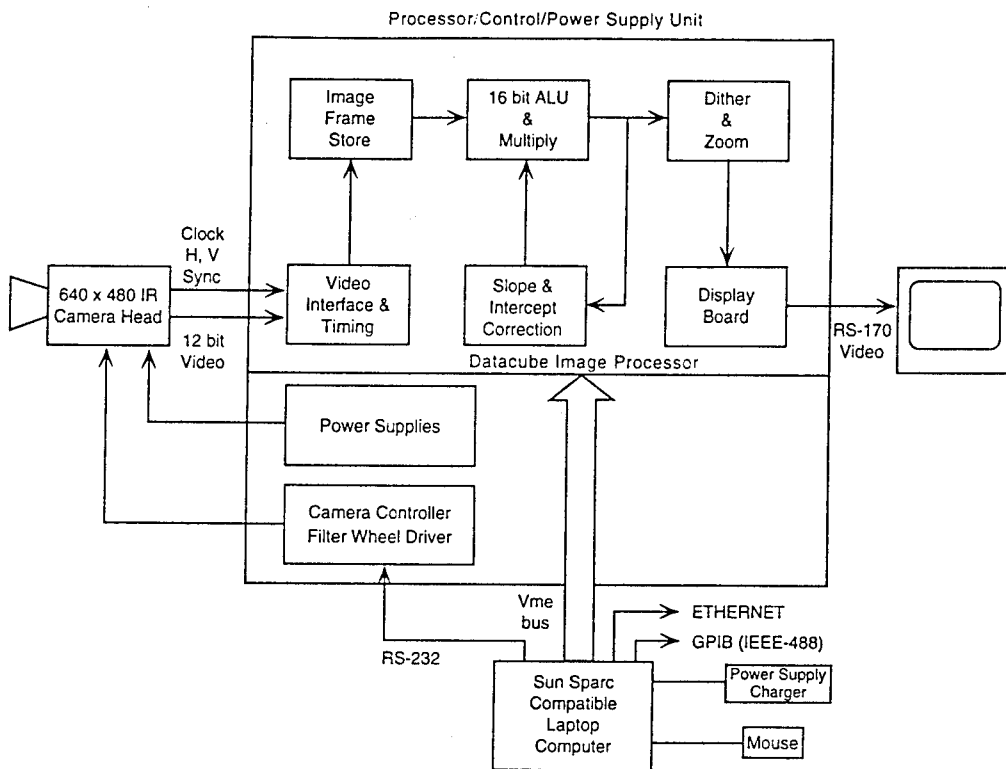 Processor/Control/Power Supply Unit
Image
Frame
Store
16 bit ALU
&
Multiply
Dither
&
Zoom
Clock
H, V
Sync
640 x 480 IR
Camera Head
12 bit
Video
Video
Interface &
Timing
Slope &
Intercept
Correction
Display
Board
RS-170
Video
Datacube Image Processor
Power Supplies
Camera Controller
Filter Wheel Driver
RS-232
Vme
bus
ETHERNET
GPIB (IEEE-488)
Sun Sparc
Compatible
Laptop
Computer
Power Supply
Charger
Mouse